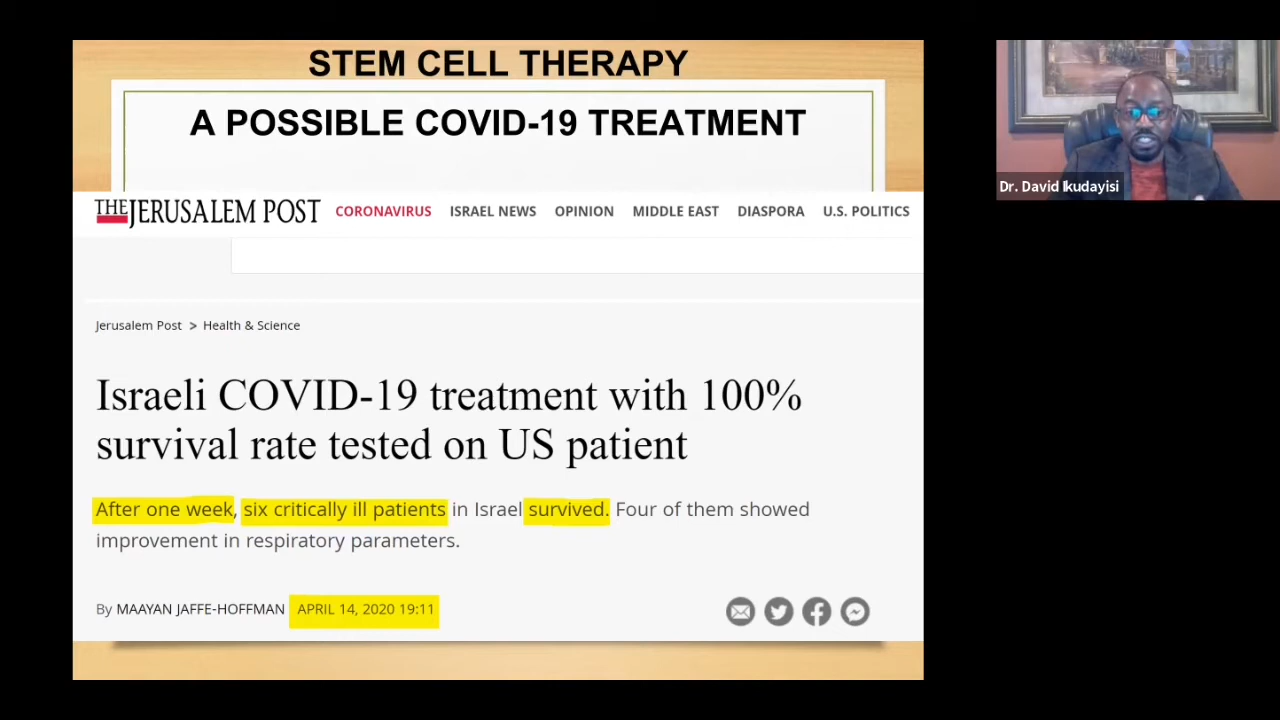 STEM CELL THERAPY
A POSSIBLE COVID-19 TREATMENT
THE JERUSALEM POST CORONAVIRUS ISRAEL NEWS OPINION MIDDLE EAST DIASPORA U.S. POLITICS
Jerusalem Post > Health & Science
Israeli COVID-19 treatment with 100%
survival rate tested on US patient
After one week, six critically ill patients in Israel survived. Four of them showed
improvement in respiratory parameters.
By MAAYAN JAFFE-HOFFMAN APRIL 14, 2020 19:11
Dr. David Ikudayisi